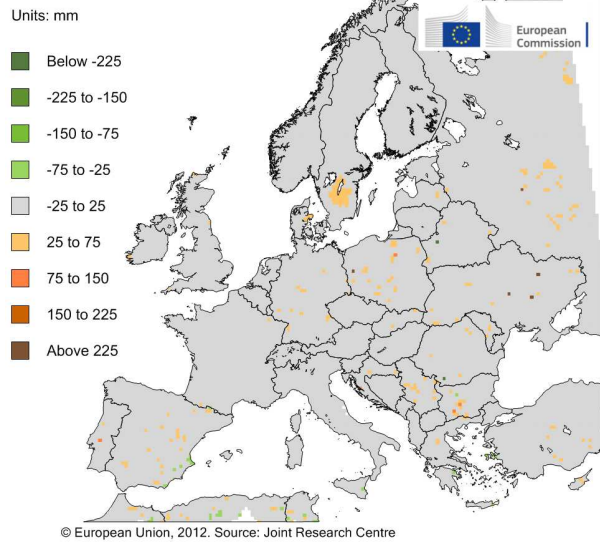 Units: mm
European
Commission
Below -225
-225 to -150
-150 to -75
-75 to -25
-25 to 25
25 to 75
75 to 150
150 to 225
Above 225
© European Union, 2012. Source: Joint Research Centre